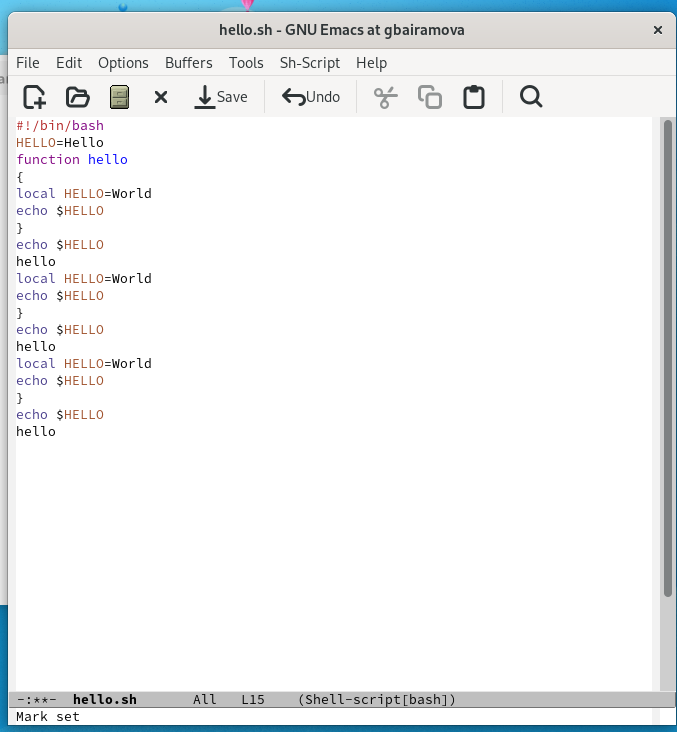 hello.sh - GNU Emacs at gbairamova
File Edit Options Buffers Tools Sh-Script Help
Save Undo
#!/bin/bash
HELLO=Hello
function hello
{
local HELLO=World
echo $HELLO
}
echo $HELLO
hello
local HELLO=World
echo $HELLO
}
echo $HELLO
hello
local HELLO=World
echo $HELLO
}
echo $HELLO
hello
-:**- hello.sh All L15 (Shell-script[bash])
Mark set